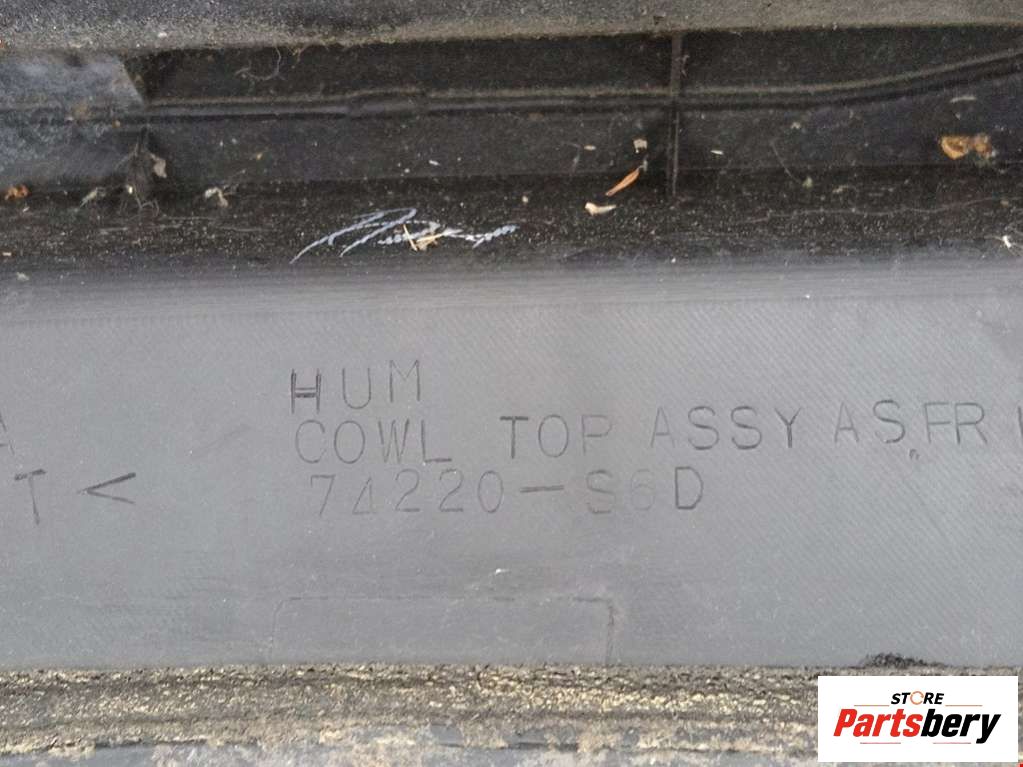 HUM
A COWL TOP ASSY AS,FR
T< 74220-S6D
STORE
Partsbery